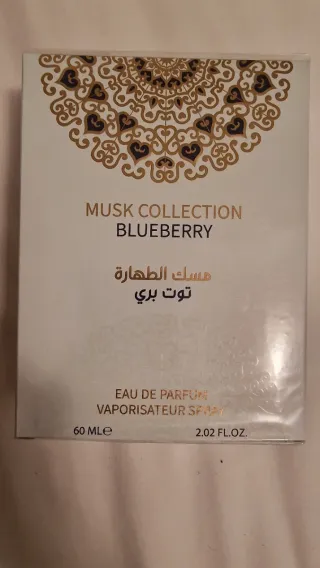 MUSK COLLECTION
BLUEBERRY
مسك الطهارة
توت بري
EAU DE PARFUM
VAPORISATEUR SPRAY
60 ML℮ 2.02 FL.OZ.